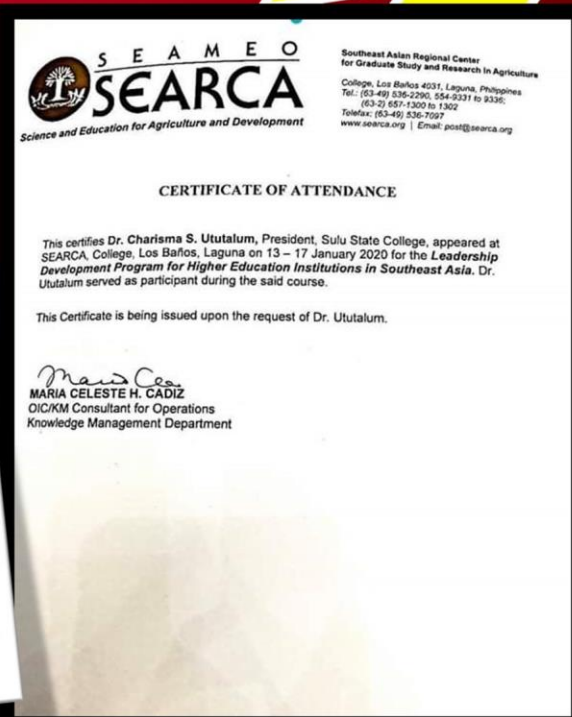 SEAMEO
SEARCA
Science and Education for Agriculture and Development
Southeast Asian Regional Center
for Graduate Study and Research in Agriculture
College, Los Baños 4031, Laguna, Philippines
Tel.: (63-49) 536-2290, 554-9331 to 9336;
(63-2) 657-1300 to 1302
Telefax: (63-49) 536-7097
www.searca.org | Email: post@searca.org
CERTIFICATE OF ATTENDANCE
This certifies Dr. Charisma S. Ututalum, President, Sulu State College, appeared at
SEARCA, College, Los Baños, Laguna on 13 – 17 January 2020 for the Leadership
Development Program for Higher Education Institutions in Southeast Asia. Dr.
Ututalum served as participant during the said course.
This Certificate is being issued upon the request of Dr. Ututalum.
MARIA CELESTE H. CADIZ
OIC/KM Consultant for Operations
Knowledge Management Department